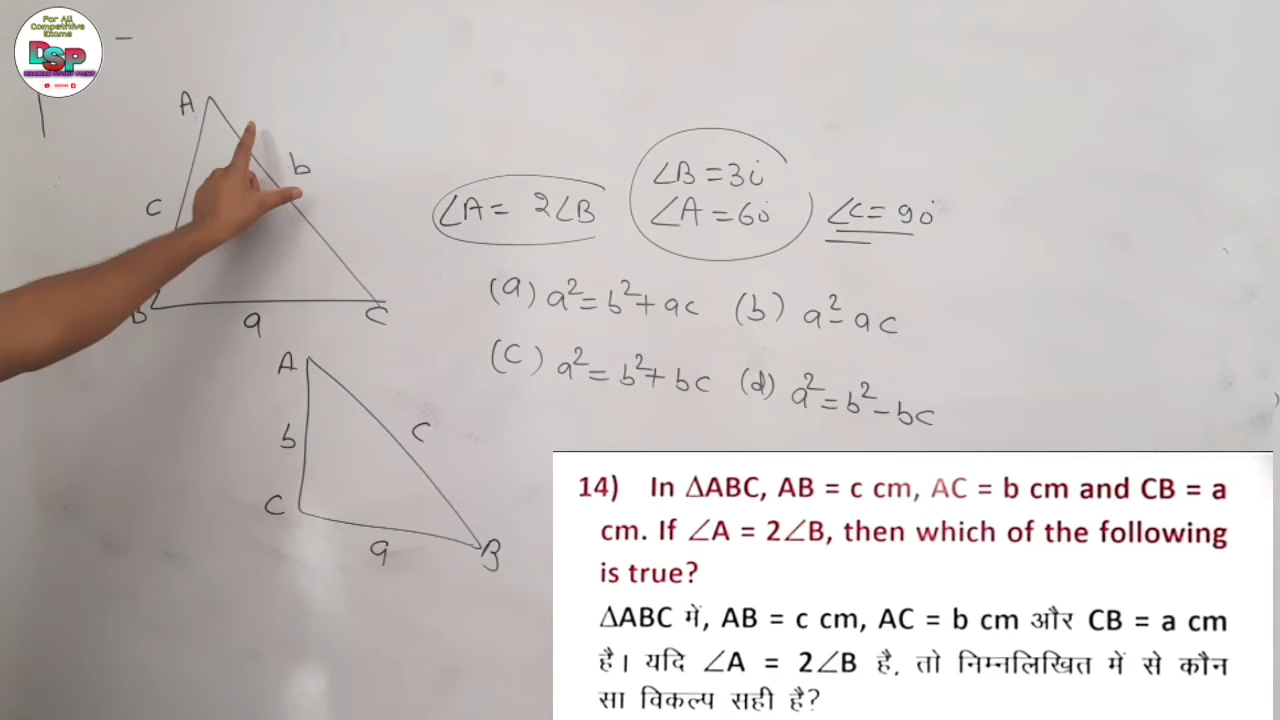 For All
Competitive
Exams
DSP
A
b
c
B
a
C
∠A = 2∠B
∠B = 30
∠A = 60
∠C = 90
(a) a² = b² + ac (b) a² - ac
(c) a² = b² + bc (d) a² = b² - bc
A
b
c
C
a
B
14) In ∆ABC, AB = c cm, AC = b cm and CB = a
cm. If ∠A = 2∠B, then which of the following
is true?
∆ABC में, AB = c cm, AC = b cm और CB = a cm
है। यदि ∠A = 2∠B है, तो निम्नलिखित में से कौन
सा विकल्प सही है?